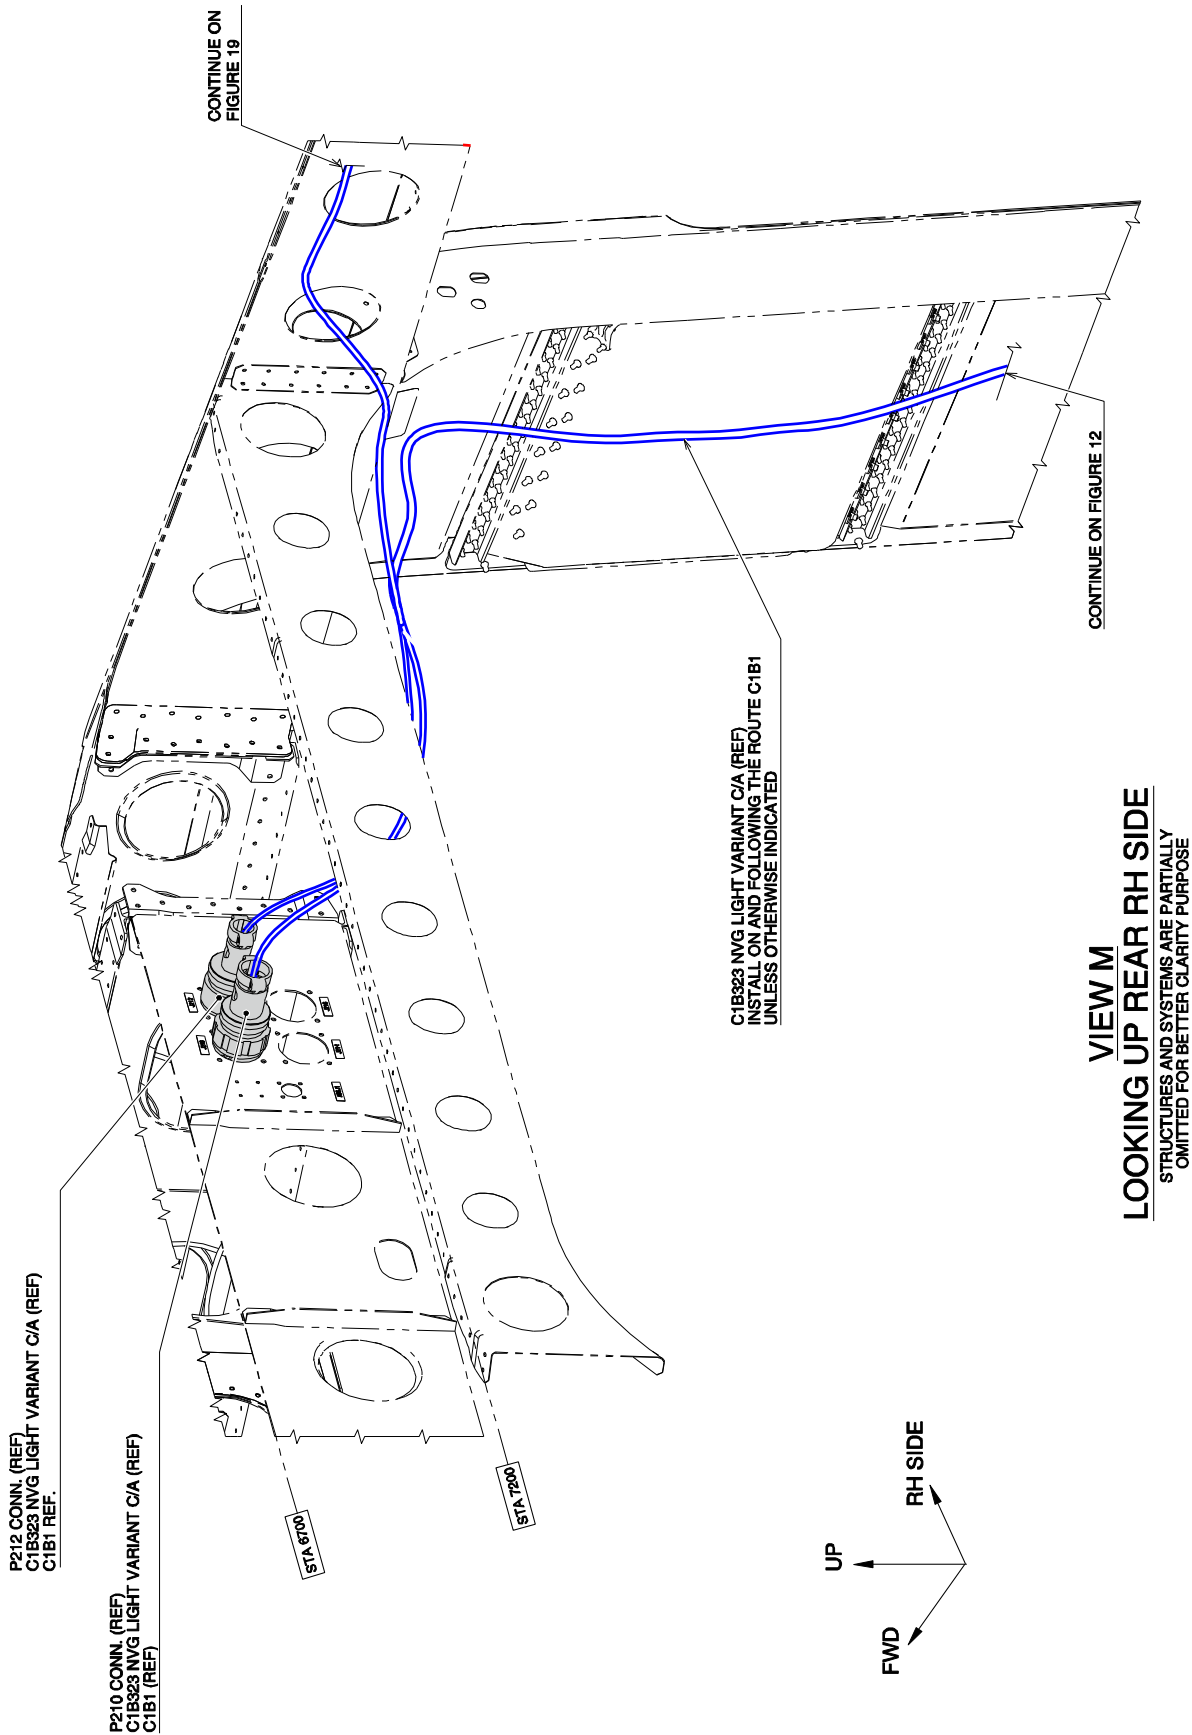 P212 CONN. (REF)
C1B323 NVG LIGHT VARIANT C/A (REF)
C1B1 REF.
P210 CONN. (REF)
C1B323 NVG LIGHT VARIANT C/A (REF)
C1B1 (REF)
CONTINUE ON
FIGURE 19
STA 6700
STA 7200
C1B323 NVG LIGHT VARIANT C/A (REF)
INSTALL ON AND FOLLOWING THE ROUTE C1B1
UNLESS OTHERWISE INDICATED
CONTINUE ON FIGURE 12
UP
RH SIDE
FWD
VIEW M
LOOKING UP REAR RH SIDE
STRUCTURES AND SYSTEMS ARE PARTIALLY
OMITTED FOR BETTER CLARITY PURPOSE